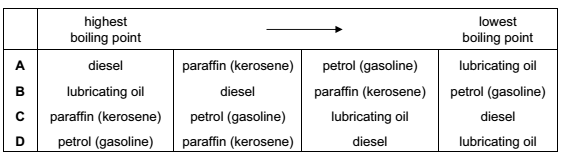 highest boiling point lowest boiling point
A diesel paraffin (kerosene) petrol (gasoline) lubricating oil
B lubricating oil diesel paraffin (kerosene) petrol (gasoline)
C paraffin (kerosene) petrol (gasoline) lubricating oil diesel
D petrol (gasoline) paraffin (kerosene) diesel lubricating oil